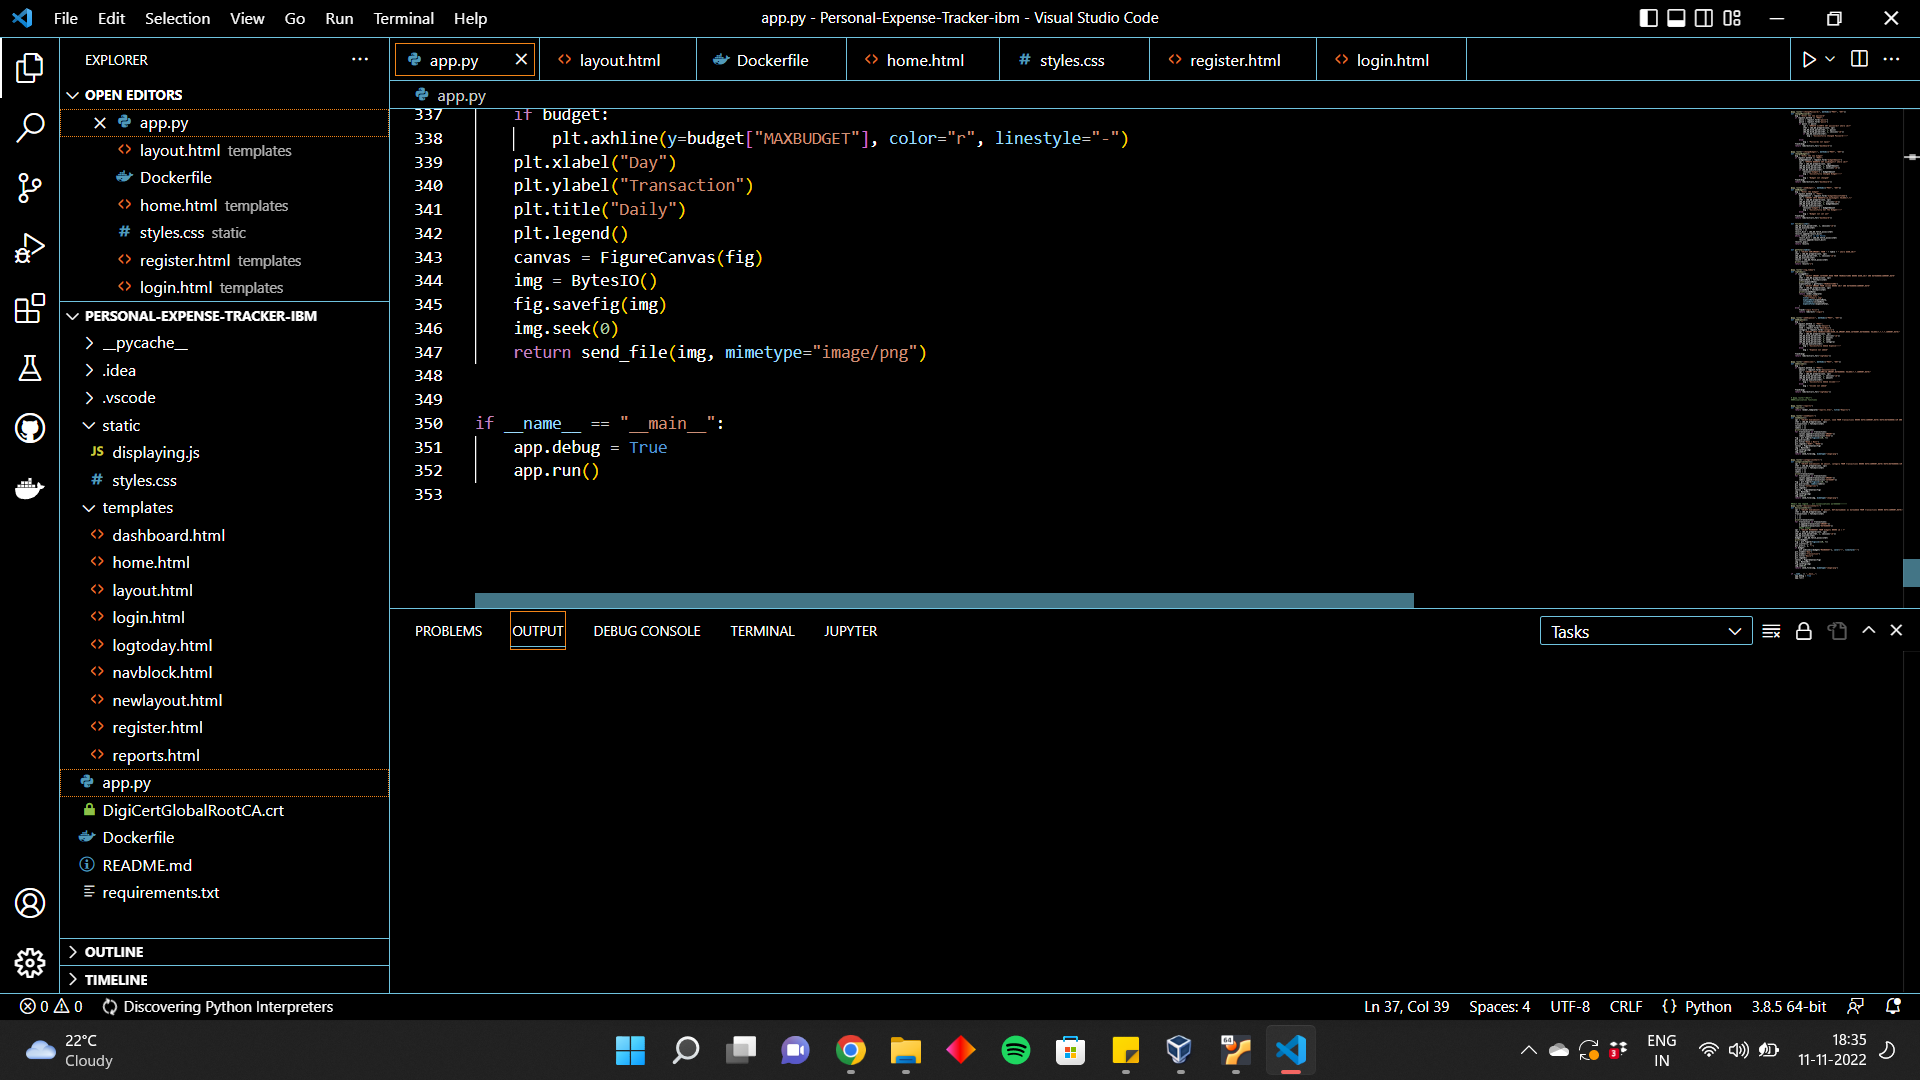 File Edit Selection View Go Run Terminal Help
app.py - Personal-Expense-Tracker-ibm - Visual Studio Code
EXPLORER
OPEN EDITORS
app.py
layout.html templates
Dockerfile
home.html templates
styles.css static
register.html templates
login.html templates
PERSONAL-EXPENSE-TRACKER-IBM
__pycache__
.idea
.vscode
static
JS displaying.js
# styles.css
templates
dashboard.html
home.html
layout.html
login.html
logtoday.html
navblock.html
newlayout.html
register.html
reports.html
app.py
DigiCertGlobalRootCA.crt
Dockerfile
README.md
requirements.txt
OUTLINE
TIMELINE
app.py layout.html Dockerfile home.html # styles.css register.html login.html
app.py
337 if budget:
338 plt.axhline(y=budget["MAXBUDGET"], color="r", linestyle="-")
339 plt.xlabel("Day")
340 plt.ylabel("Transaction")
341 plt.title("Daily")
342 plt.legend()
343 canvas = FigureCanvas(fig)
344 img = BytesIO()
345 fig.savefig(img)
346 img.seek(0)
347 return send_file(img, mimetype="image/png")
348
349
350 if __name__ == "__main__":
351 app.debug = True
352 app.run()
353
PROBLEMS OUTPUT DEBUG CONSOLE TERMINAL JUPYTER
Tasks
0 0 Discovering Python Interpreters
Ln 37, Col 39 Spaces: 4 UTF-8 CRLF {} Python 3.8.5 64-bit
22°C
Cloudy
64
3
ENG
IN
18:35
11-11-2022